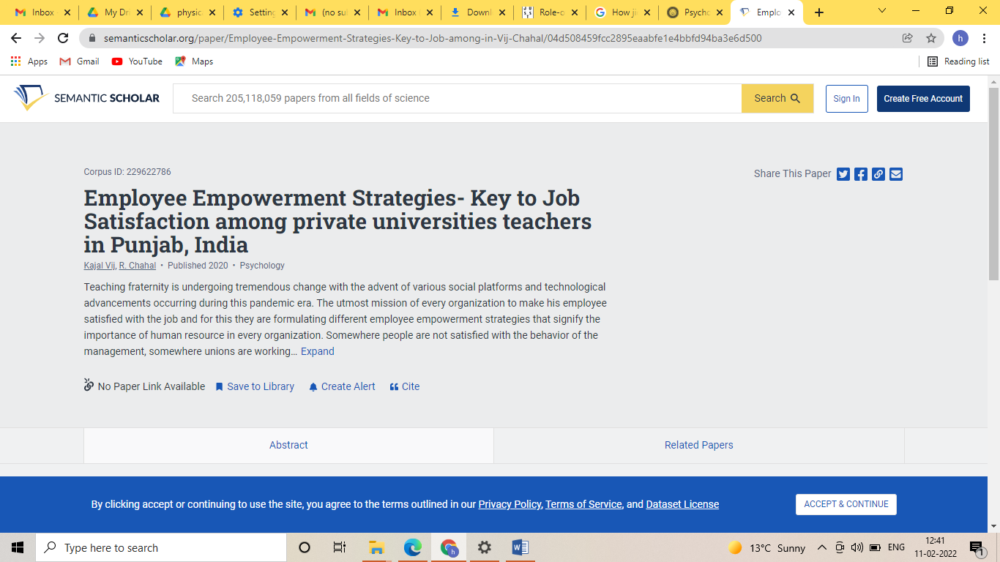 Inbox
My Dri
physic
Setting
(no sul
Inbox
Downl
Role-o
How ji
Psycho
Emplo
semanticscholar.org/paper/Employee-Empowerment-Strategies-Key-to-Job-among-in-Vij-Chahal/04d508459fcc2895eaabfe1e4bbfd94ba3e6d500
h
Apps Gmail YouTube Maps Reading list
SEMANTIC SCHOLAR Search 205,118,059 papers from all fields of science Search Sign In Create Free Account
Corpus ID: 229622786 Share This Paper
Employee Empowerment Strategies- Key to Job
Satisfaction among private universities teachers
in Punjab, India
Kajal Vij, R. Chahal • Published 2020 • Psychology
Teaching fraternity is undergoing tremendous change with the advent of various social platforms and technological
advancements occurring during this pandemic era. The utmost mission of every organization to make his employee
satisfied with the job and for this they are formulating different employee empowerment strategies that signify the
importance of human resource in every organization. Somewhere people are not satisfied with the behavior of the
management, somewhere unions are working... Expand
No Paper Link Available Save to Library Create Alert Cite
Abstract Related Papers
By clicking accept or continuing to use the site, you agree to the terms outlined in our Privacy Policy, Terms of Service, and Dataset License ACCEPT & CONTINUE
Type here to search h W 13°C Sunny ENG 12:41
11-02-2022 1